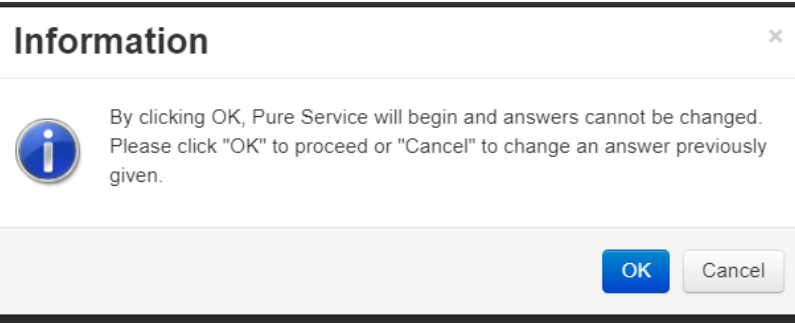 Information
×
By clicking OK, Pure Service will begin and answers cannot be changed.
Please click "OK" to proceed or "Cancel" to change an answer previously
given.
OK
Cancel